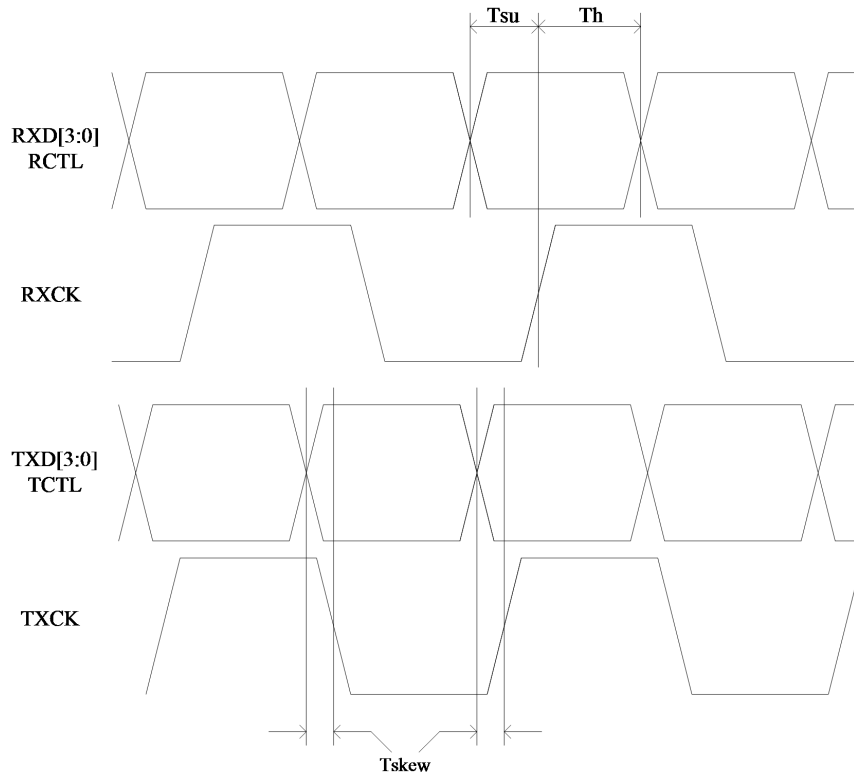 Tsu
Th
RXD[3:0]
RCTL
RXCK
TXD[3:0]
TCTL
TXCK
Tskew